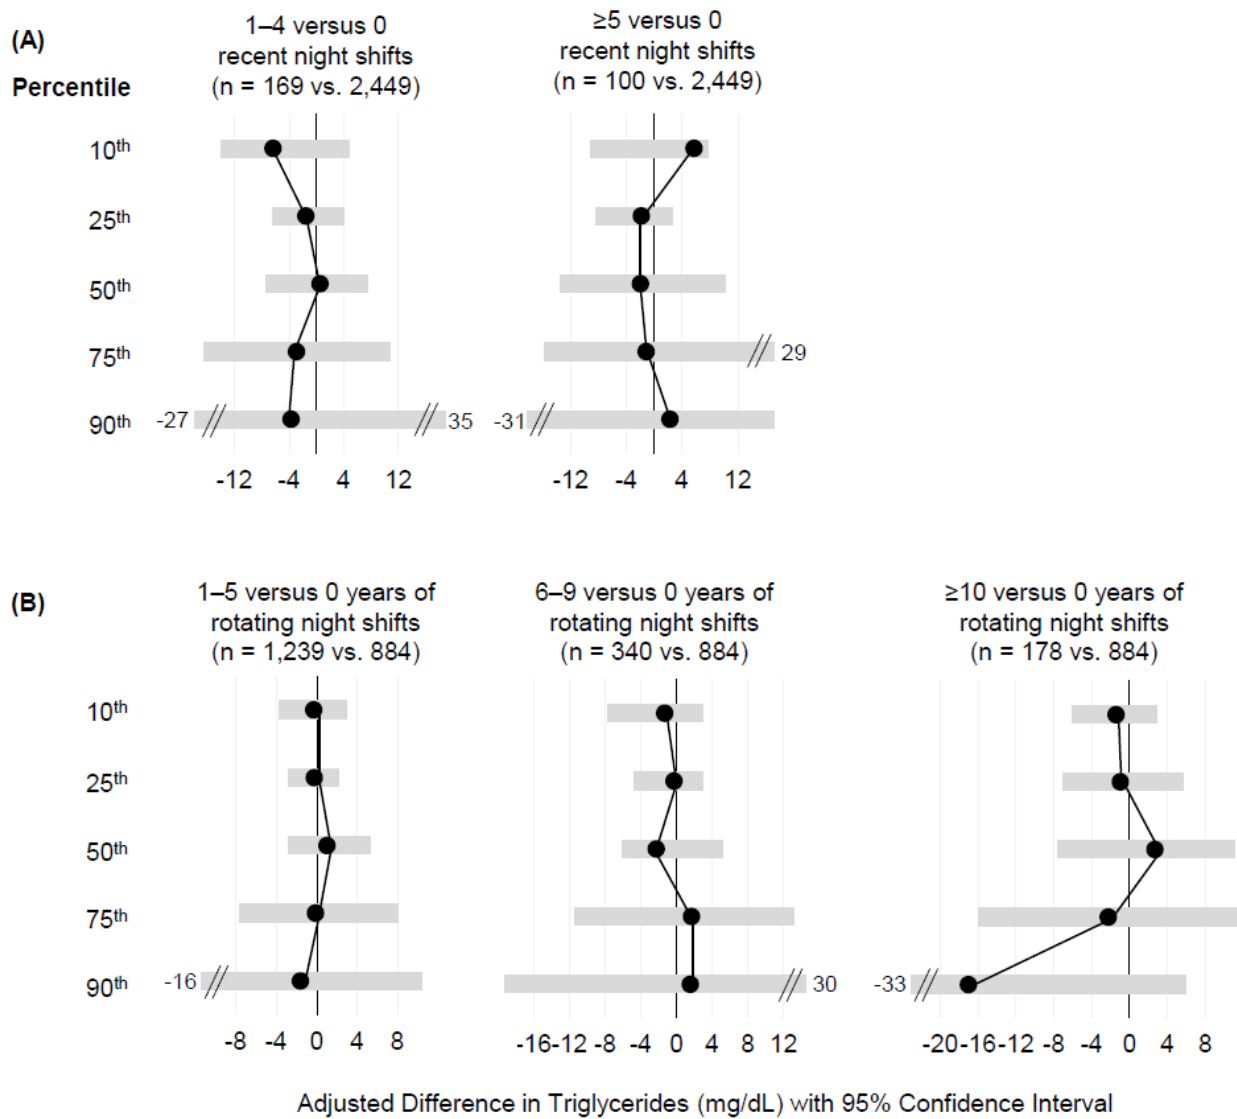 (A)
1–4 versus 0
recent night shifts
(n = 169 vs. 2,449)
≥5 versus 0
recent night shifts
(n = 100 vs. 2,449)
Percentile
10th
25th
50th
75th
29
90th
-27
35
-31
-12 -4 4 12
-12 -4 4 12
(B)
1–5 versus 0 years of
rotating night shifts
(n = 1,239 vs. 884)
6–9 versus 0 years of
rotating night shifts
(n = 340 vs. 884)
≥10 versus 0 years of
rotating night shifts
(n = 178 vs. 884)
10th
25th
50th
75th
90th
-16
30
-33
-8 -4 0 4 8
-16 -12 -8 -4 0 4 8 12
-20 -16 -12 -8 -4 0 4 8
Adjusted Difference in Triglycerides (mg/dL) with 95% Confidence Interval